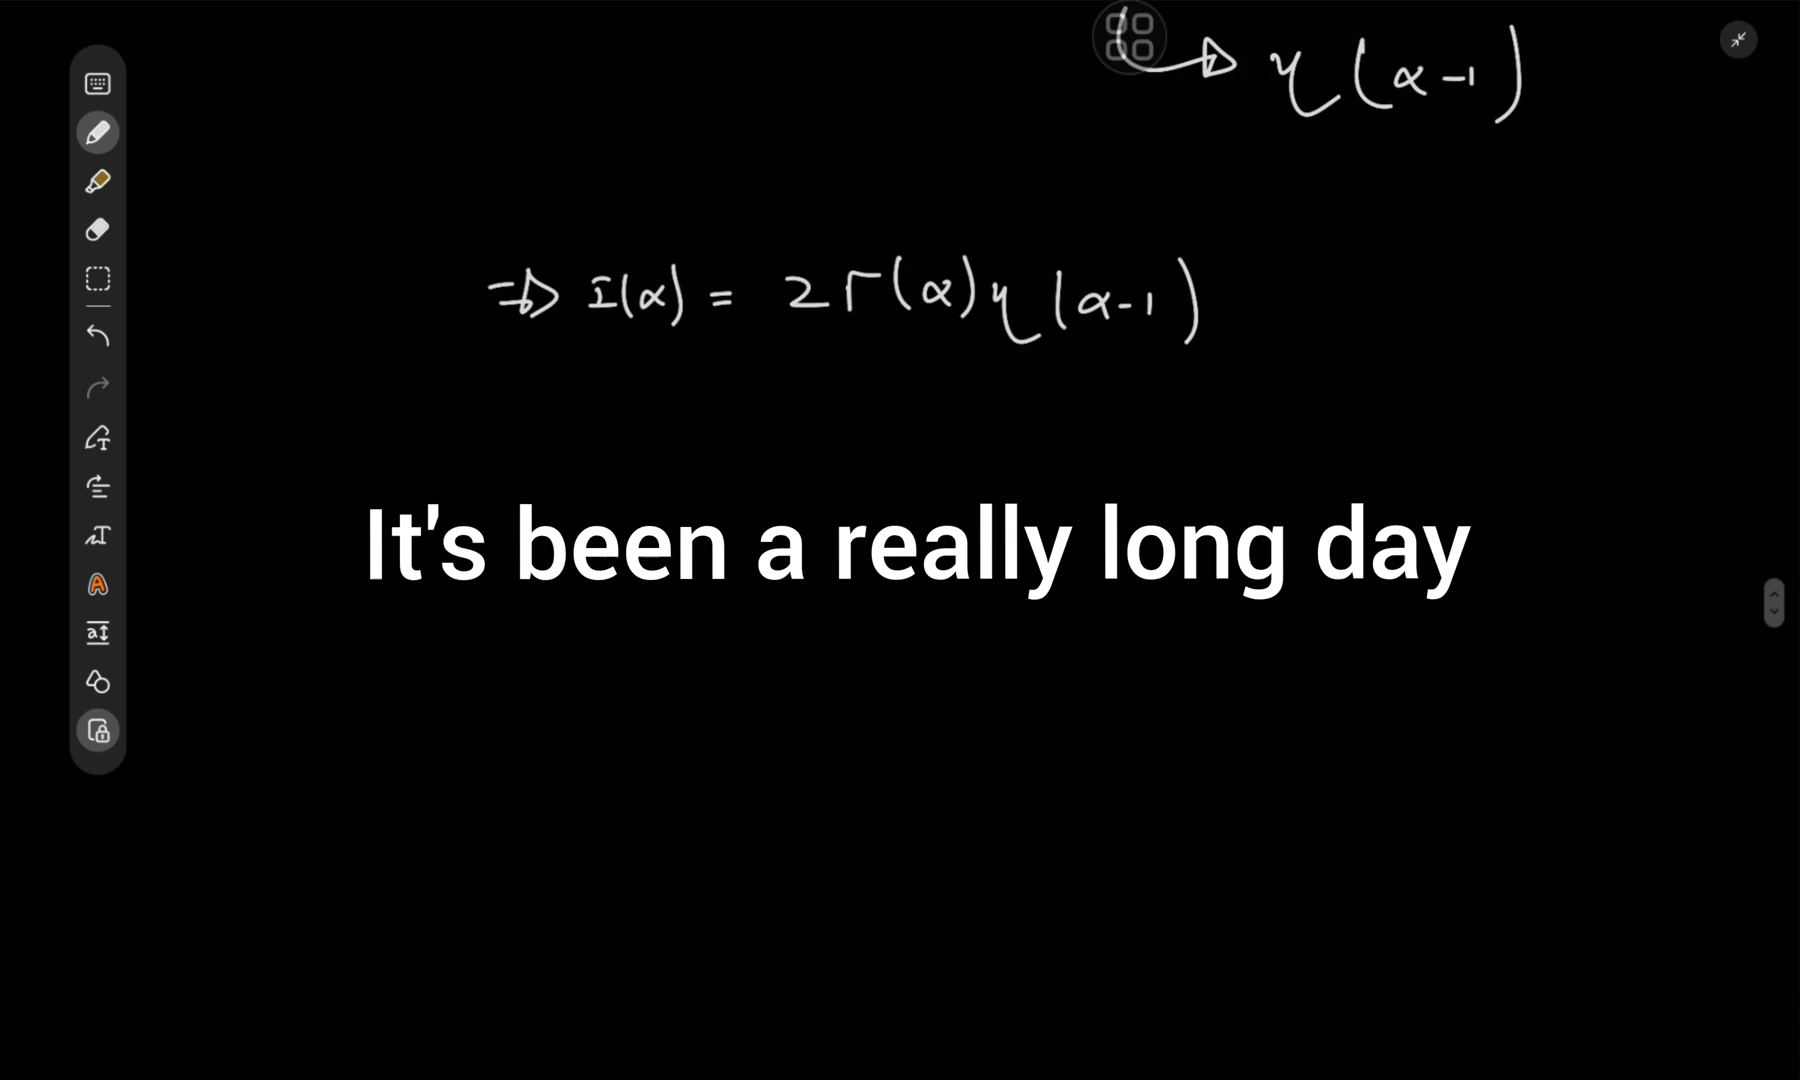 η(α-1)
⇒ I(α) = 2Γ(α)η(α-1)
It's been a really long day